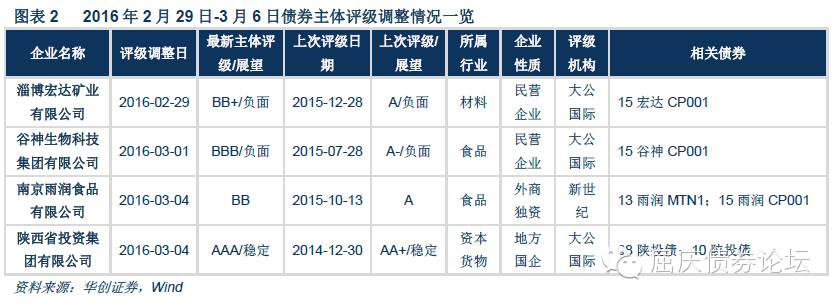 图表 2 2016 年 2 月 29 日-3 月 6 日债券主体评级调整情况一览
企业名称 评级调整日 最新主体评级/展望 上次评级日期 上次评级/展望 所属行业 企业性质 评级机构 相关债券
淄博宏达矿业有限公司 2016-02-29 BB+/负面 2015-12-28 A/负面 材料 民营企业 大公国际 15 宏达 CP001
谷神生物科技集团有限公司 2016-03-01 BBB/负面 2015-07-28 A-/负面 食品 民营企业 大公国际 15 谷神 CP001
南京雨润食品有限公司 2016-03-04 BB 2015-10-13 A 食品 外商独资 新世纪 13 雨润 MTN1；15 雨润 CP001
陕西省投资集团有限公司 2016-03-04 AAA/稳定 2014-12-30 AA+/稳定 资本货物 地方国企 大公国际 陕投债；10 陕投债
资料来源：华创证券，Wind
屈庆债券论坛